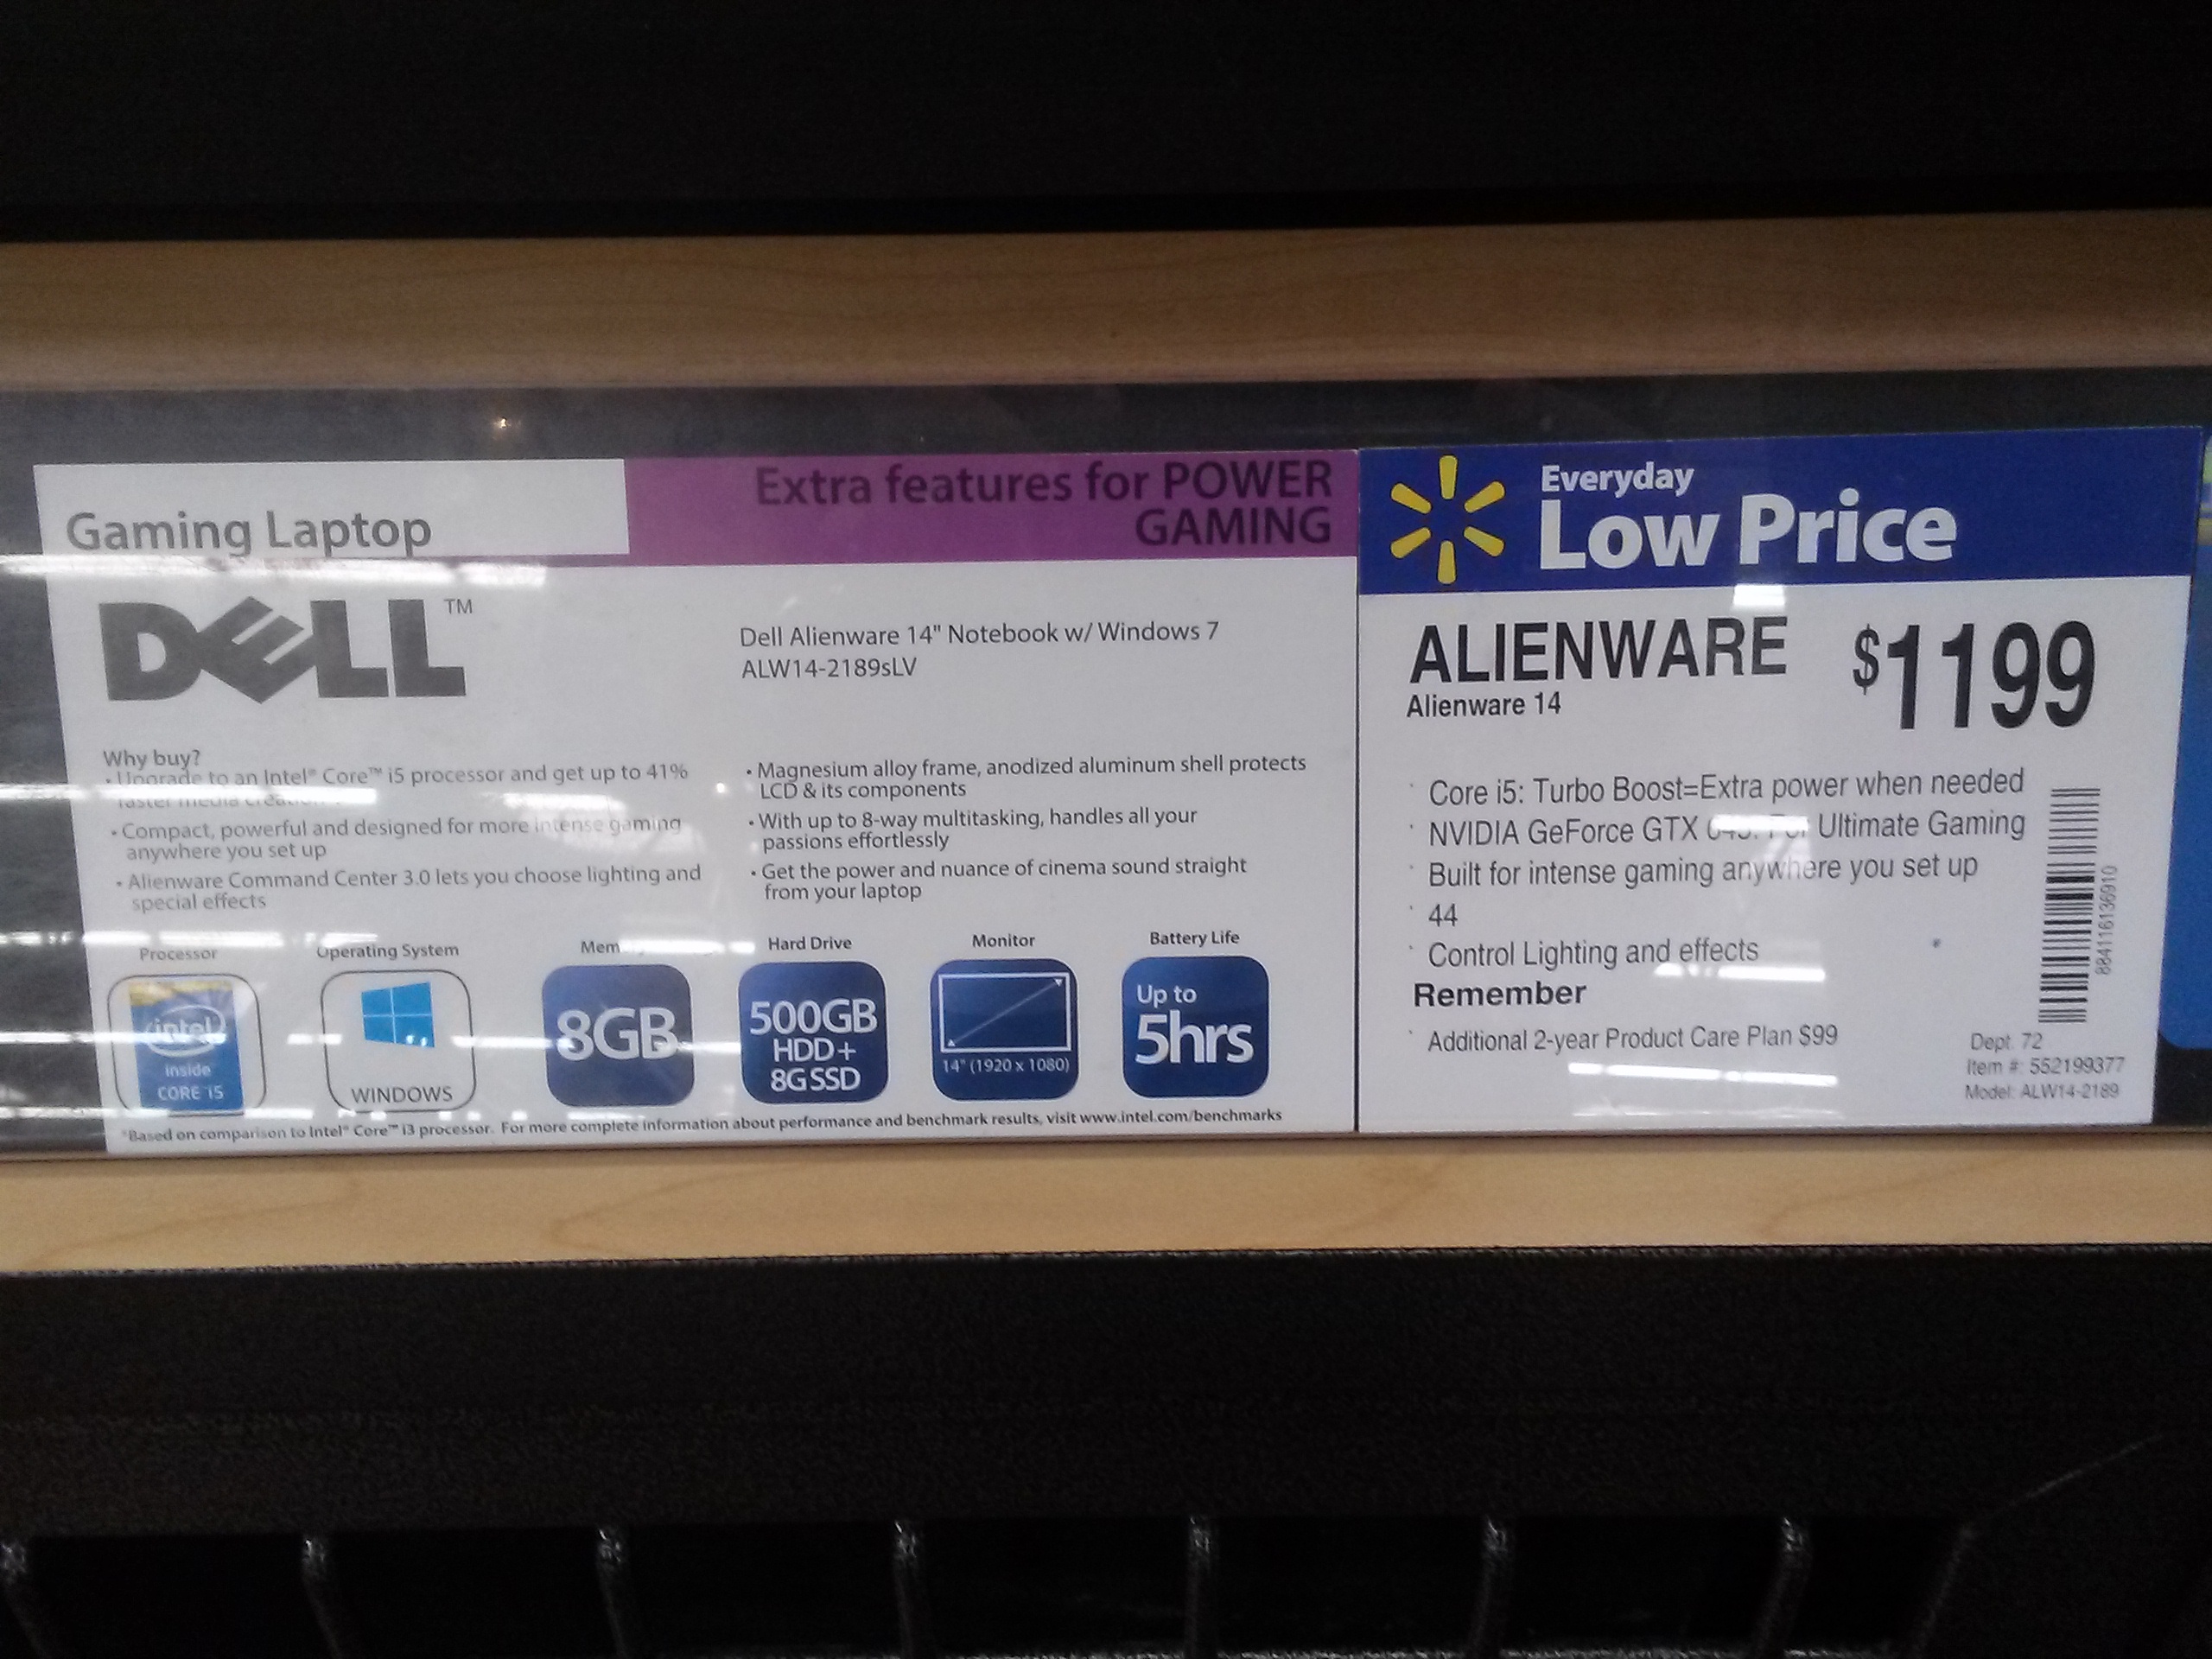 Gaming Laptop
Extra features for POWER
GAMING
DELL™
Dell Alienware 14" Notebook w/ Windows 7
ALW14-2189sLV
Why buy?
• Upgrade to an Intel® Core™ i5 processor and get up to 41%
faster media
• Compact, powerful and designed for more intense gaming
anywhere you set up
• Alienware Command Center 3.0 lets you choose lighting and
special effects
• Magnesium alloy frame, anodized aluminum shell protects
LCD & its components
• With up to 8-way multitasking, handles all your
passions effortlessly
• Get the power and nuance of cinema sound straight
from your laptop
Processor
intel
inside
CORE i5
Operating System
WINDOWS
8GB
Hard Drive
500GB
HDD+
8GSSD
Monitor
14" (1920 x 1080)
Battery Life
Up to
5hrs
*Based on comparison to Intel® Core™ i3 processor. For more complete information about performance and benchmark results, visit www.intel.com/benchmarks
Everyday
Low Price
ALIENWARE
$1199
Alienware 14
Core i5: Turbo Boost=Extra power when needed
NVIDIA GeForce GTX Ultimate Gaming
Built for intense gaming anywhere you set up
44
Control Lighting and effects
Remember
Additional 2-year Product Care Plan $99
884116136910
Dept. 72
Item #: 552199377
Model: ALW14-2189